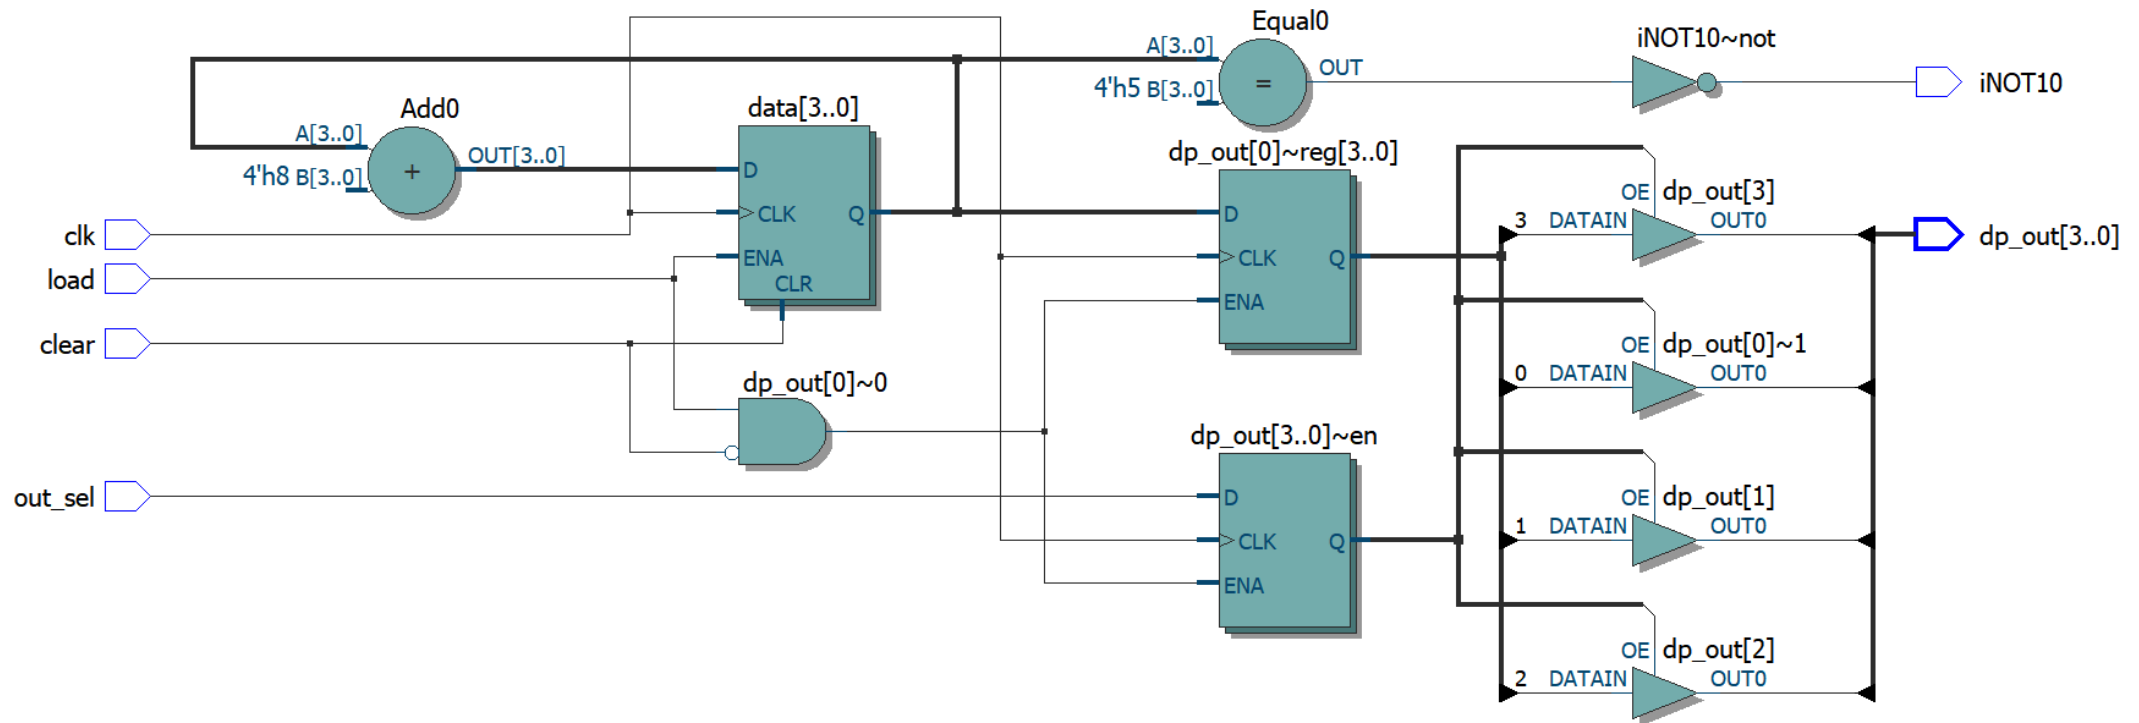 Equal0
iNOT10~not
A[3..0]
OUT
4'h5 B[3..0]
=
iNOT10
Add0
data[3..0]
A[3..0]
OUT[3..0]
4'h8 B[3..0]
+
D
CLK
Q
ENA
CLR
dp_out[0]~reg[3..0]
D
CLK
Q
ENA
clk
load
clear
out_sel
dp_out[0]~0
dp_out[3..0]~en
D
CLK
Q
ENA
OE dp_out[3]
3 DATAIN OUT0
dp_out[3..0]
OE dp_out[0]~1
0 DATAIN OUT0
OE dp_out[1]
1 DATAIN OUT0
OE dp_out[2]
2 DATAIN OUT0